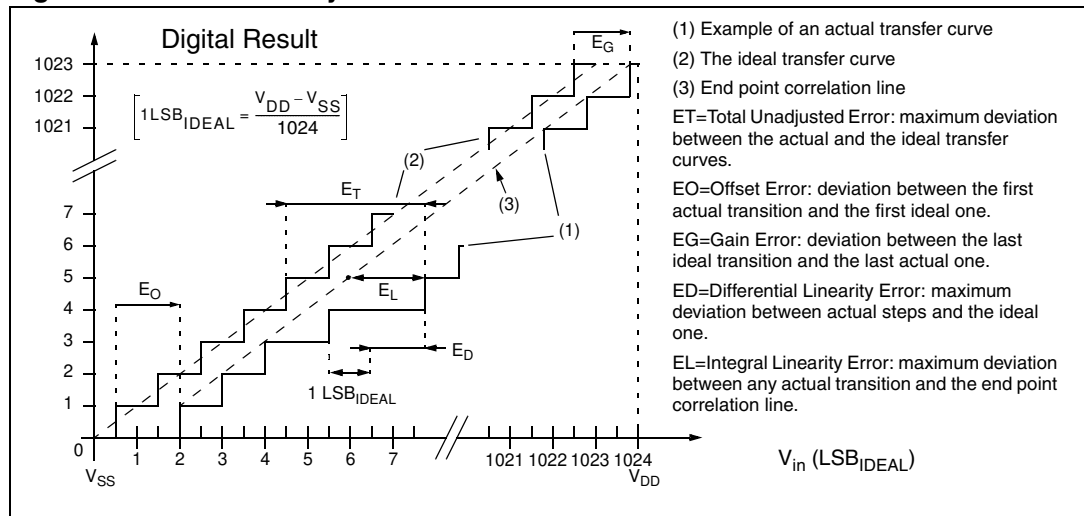 Digital Result
E_G
1023
1022
1021
[1LSB_IDEAL = (V_DD – V_SS) / 1024]
(2)
E_T
(3)
(1)
7
6
5
4
3
2
1
0
E_O
E_L
E_D
1 LSB_IDEAL
1 2 3 4 5 6 7 1021 1022 1023 1024
V_SS
V_DD
V_in (LSB_IDEAL)
(1) Example of an actual transfer curve
(2) The ideal transfer curve
(3) End point correlation line
ET=Total Unadjusted Error: maximum deviation
between the actual and the ideal transfer
curves.
EO=Offset Error: deviation between the first
actual transition and the first ideal one.
EG=Gain Error: deviation between the last
ideal transition and the last actual one.
ED=Differential Linearity Error: maximum
deviation between actual steps and the ideal
one.
EL=Integral Linearity Error: maximum deviation
between any actual transition and the end point
correlation line.